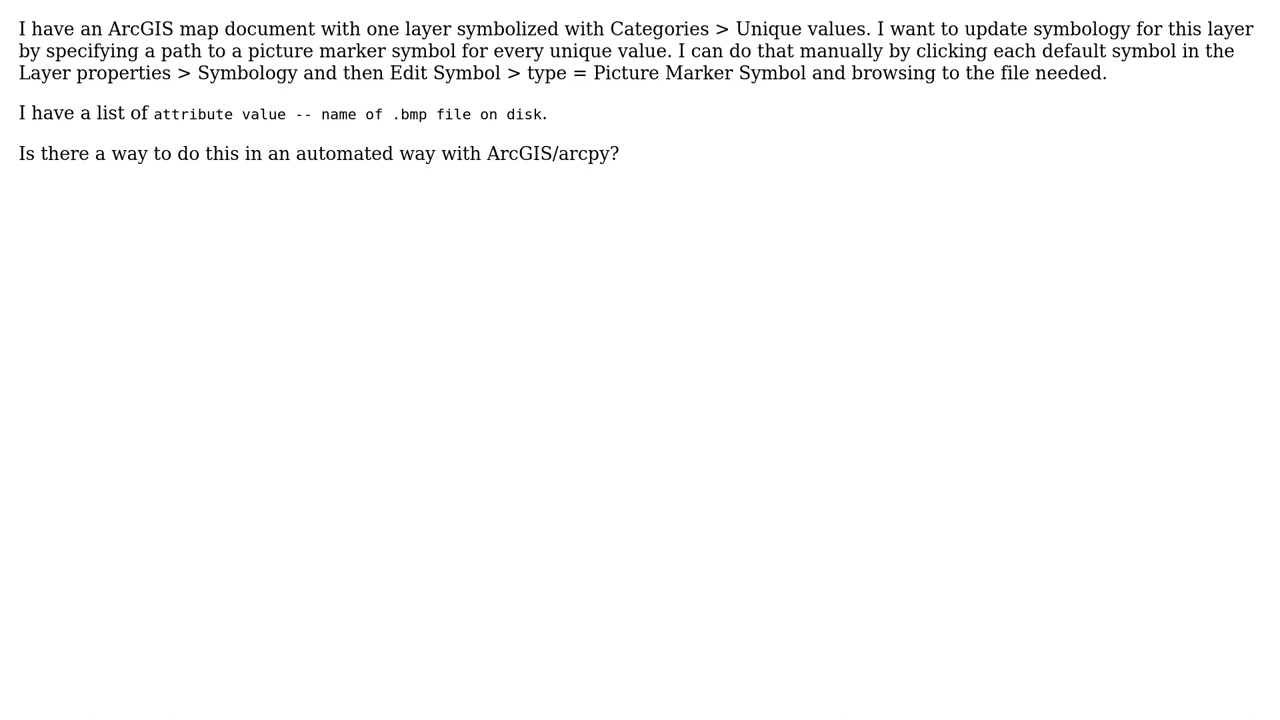 I have an ArcGIS map document with one layer symbolized with Categories > Unique values. I want to update symbology for this layer
by specifying a path to a picture marker symbol for every unique value. I can do that manually by clicking each default symbol in the
Layer properties > Symbology and then Edit Symbol > type = Picture Marker Symbol and browsing to the file needed.
I have a list of attribute value -- name of .bmp file on disk.
Is there a way to do this in an automated way with ArcGIS/arcpy?